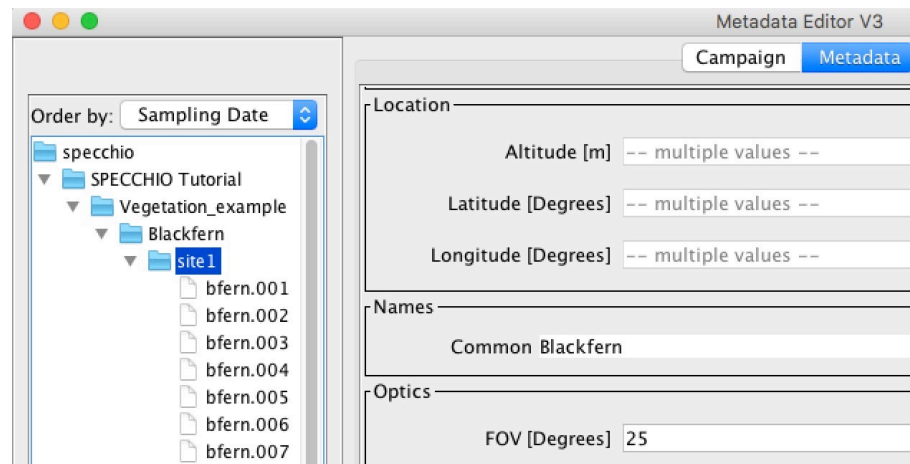 Metadata Editor V3
Campaign Metadata
Order by: Sampling Date
specchio
SPECCHIO Tutorial
Vegetation_example
Blackfern
site1
bfern.001
bfern.002
bfern.003
bfern.004
bfern.005
bfern.006
bfern.007
Location
Altitude [m] -- multiple values --
Latitude [Degrees] -- multiple values --
Longitude [Degrees] -- multiple values --
Names
Common Blackfern
Optics
FOV [Degrees] 25